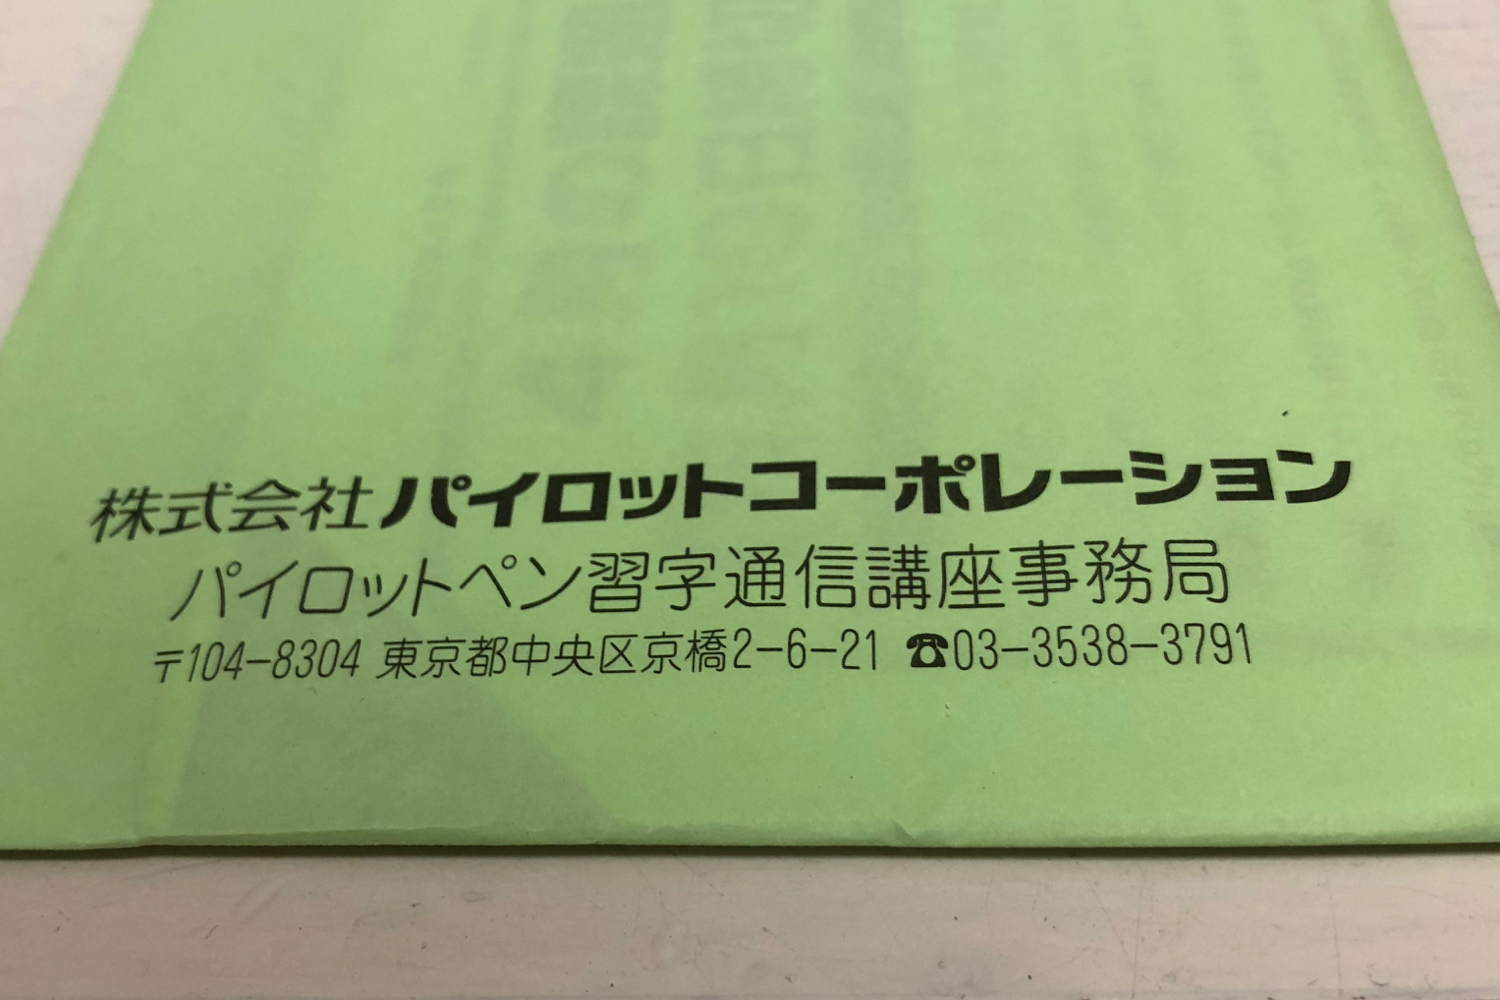 株式会社パイロットコーポレーション
パイロットペン習字通信講座事務局
〒104-8304 東京都中央区京橋2-6-21 ☎03-3538-3791